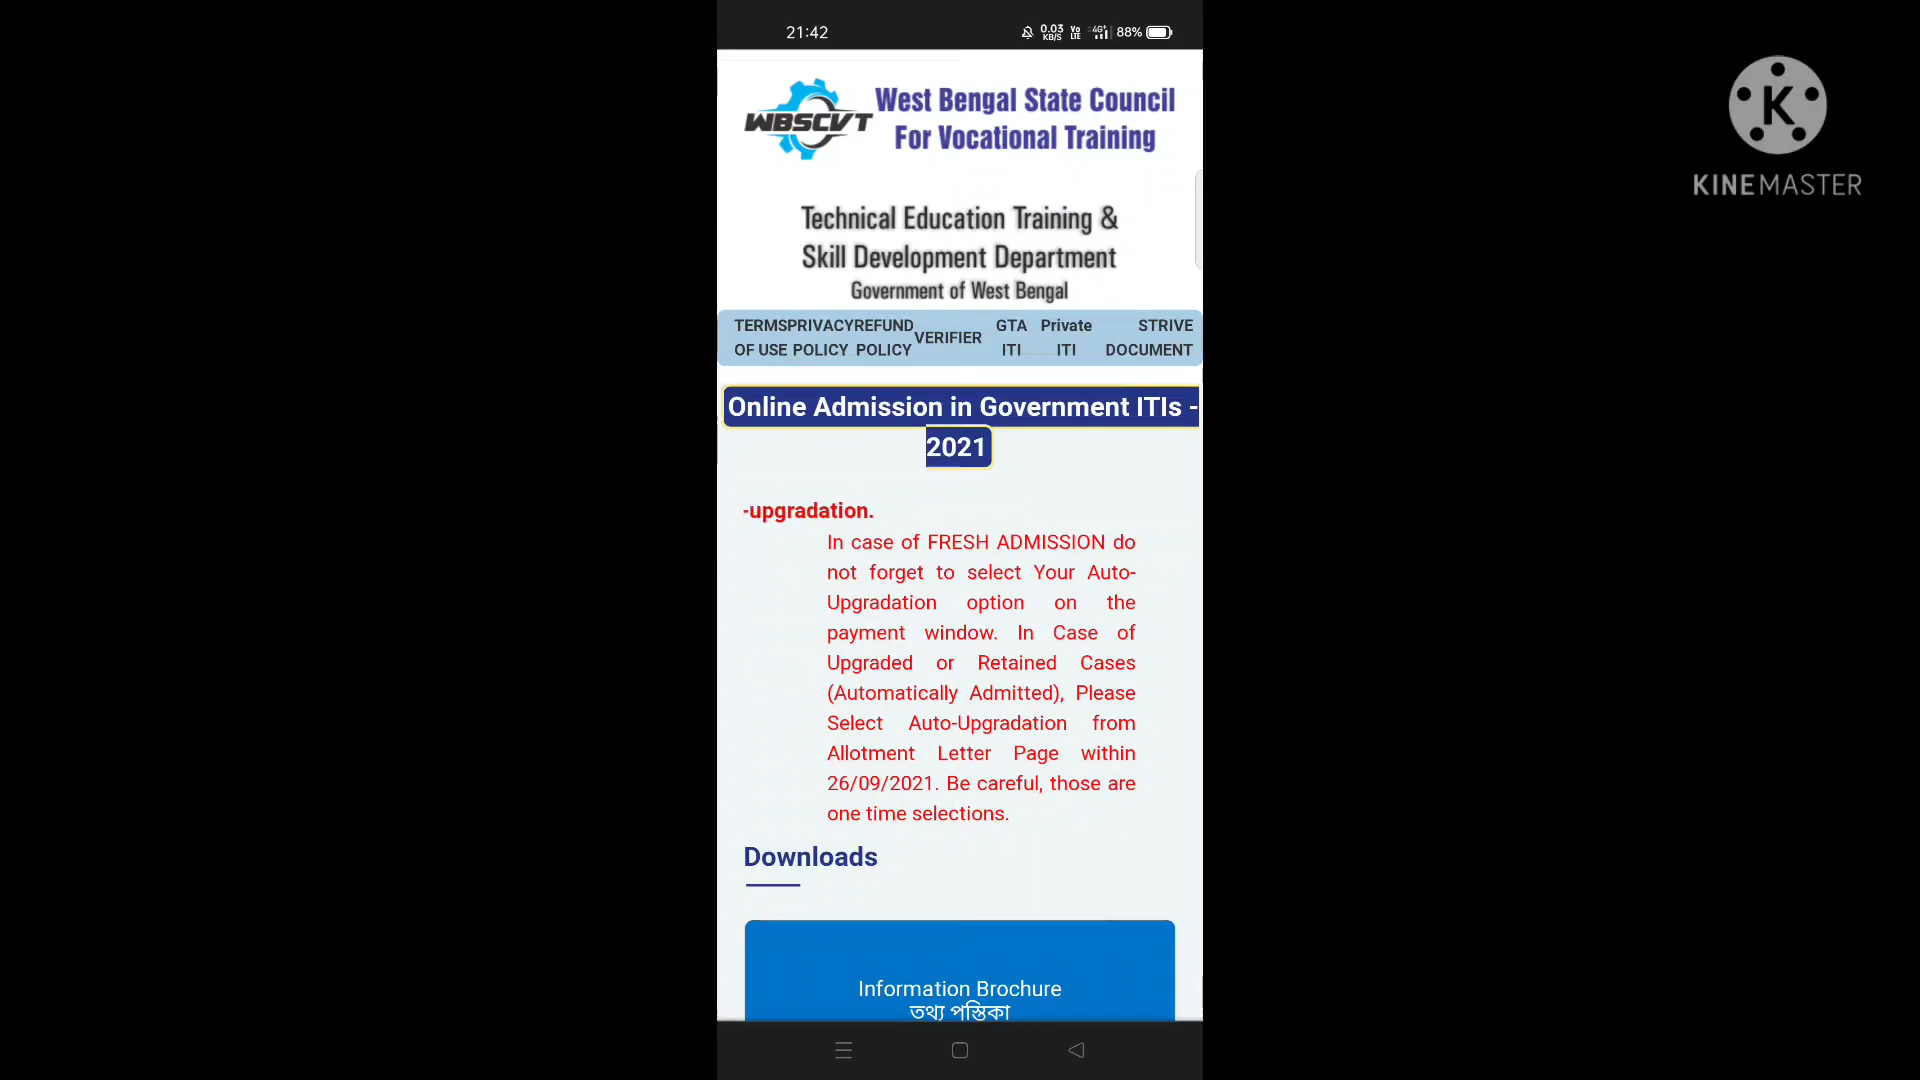 21:42
0.03 KB/S Vo LTE 4G+ 88%
K
KINEMASTER
WBSCVT
West Bengal State Council
For Vocational Training
Technical Education Training &
Skill Development Department
Government of West Bengal
TERMS OF USE
PRIVACY POLICY
REFUND POLICY
VERIFIER
GTA ITI
Private ITI
STRIVE DOCUMENT
Online Admission in Government ITIs -
2021
-upgradation.
In case of FRESH ADMISSION do
not forget to select Your Auto-
Upgradation option on the
payment window. In Case of
Upgraded or Retained Cases
(Automatically Admitted), Please
Select Auto-Upgradation from
Allotment Letter Page within
26/09/2021. Be careful, those are
one time selections.
Downloads
Information Brochure
তথ্য পুস্তিকা